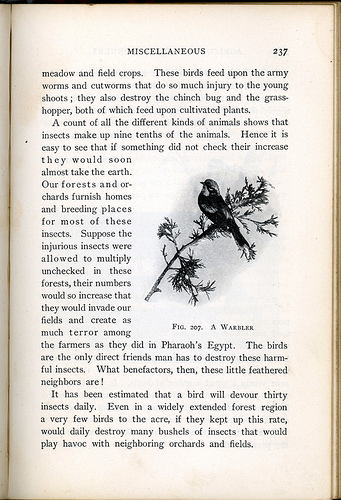 MISCELLANEOUS 237
meadow and field crops. These birds feed upon the army
worms and cutworms that do so much injury to the young
shoots; they also destroy the chinch bug and the grass-
hopper, both of which feed upon cultivated plants.
A count of all the different kinds of animals shows that
insects make up nine tenths of the animals. Hence it is
easy to see that if something did not check their increase
they would soon
almost take the earth.
Our forests and or-
chards furnish homes
and breeding places
for most of these
insects. Suppose the
injurious insects were
allowed to multiply
unchecked in these
forests, their numbers
would so increase that
they would invade our
fields and create as
much terror among
Fig. 207. A Warbler
the farmers as they did in Pharaoh's Egypt. The birds
are the only direct friends man has to destroy these harm-
ful insects. What benefactors, then, these little feathered
neighbors are!
It has been estimated that a bird will devour thirty
insects daily. Even in a widely extended forest region
a very few birds to the acre, if they kept up this rate,
would daily destroy many bushels of insects that would
play havoc with neighboring orchards and fields.